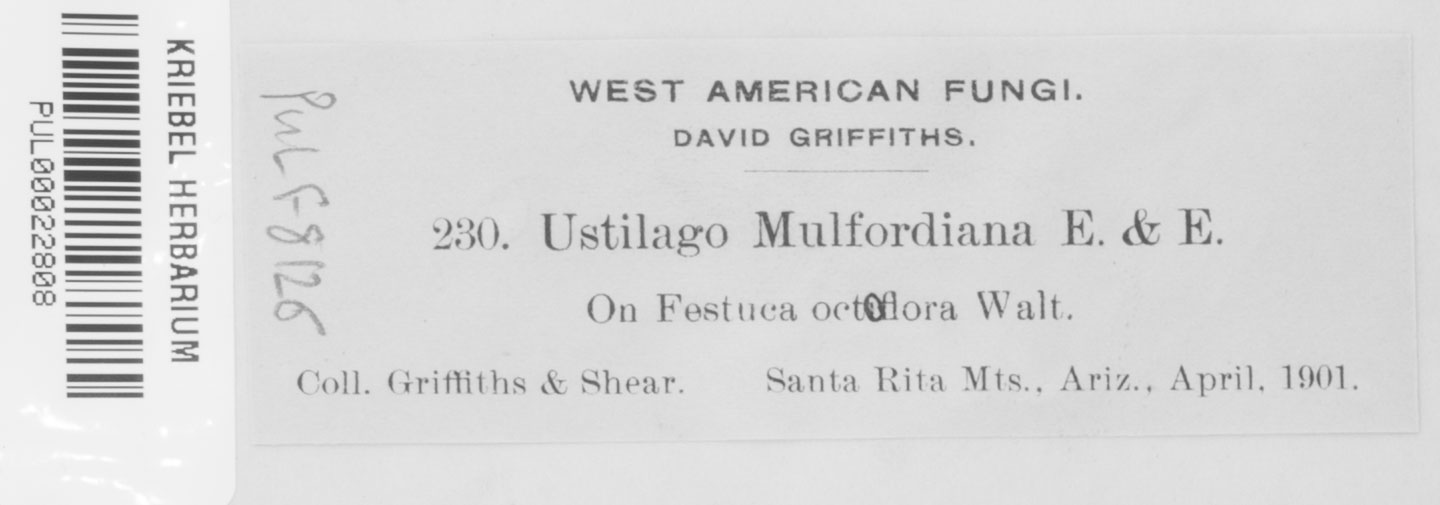 KRIEBEL HERBARIUM
PUL00022808
PUL F-8126
WEST AMERICAN FUNGI.
DAVID GRIFFITHS.
230. Ustilago Mulfordiana E. & E.
On Festuca octoflora Walt.
Coll. Griffiths & Shear. Santa Rita Mts., Ariz., April, 1901.